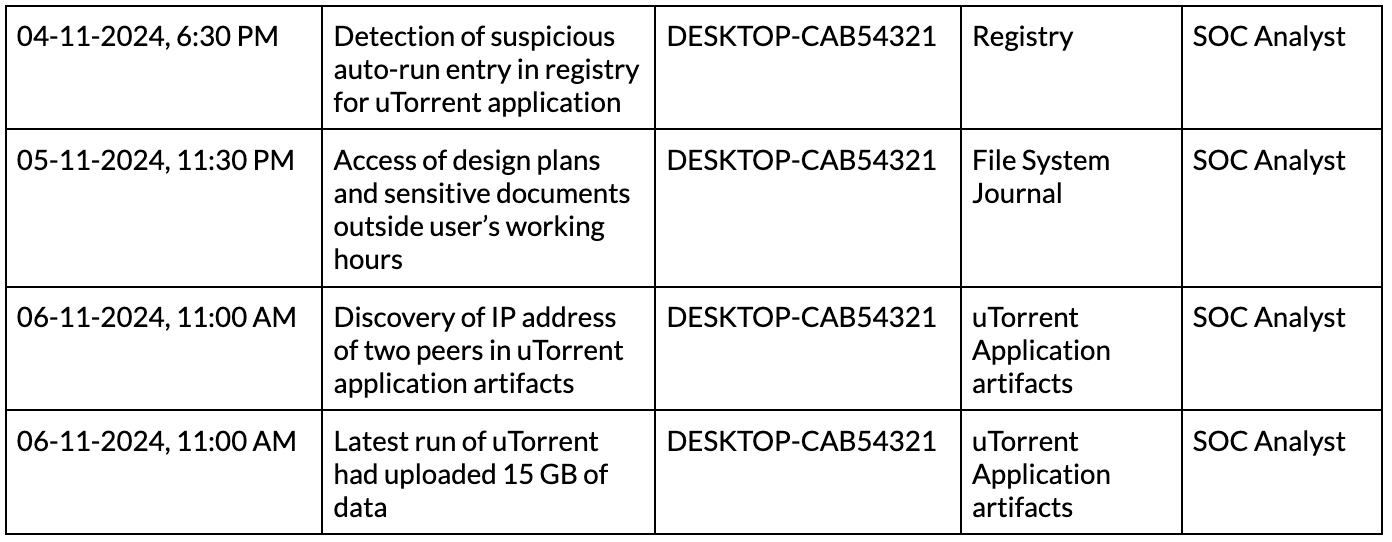 04-11-2024, 6:30 PM
Detection of suspicious
auto-run entry in registry
for uTorrent application
DESKTOP-CAB54321
Registry
SOC Analyst
05-11-2024, 11:30 PM
Access of design plans
and sensitive documents
outside user’s working
hours
DESKTOP-CAB54321
File System
Journal
SOC Analyst
06-11-2024, 11:00 AM
Discovery of IP address
of two peers in uTorrent
application artifacts
DESKTOP-CAB54321
uTorrent
Application
artifacts
SOC Analyst
06-11-2024, 11:00 AM
Latest run of uTorrent
had uploaded 15 GB of
data
DESKTOP-CAB54321
uTorrent
Application
artifacts
SOC Analyst